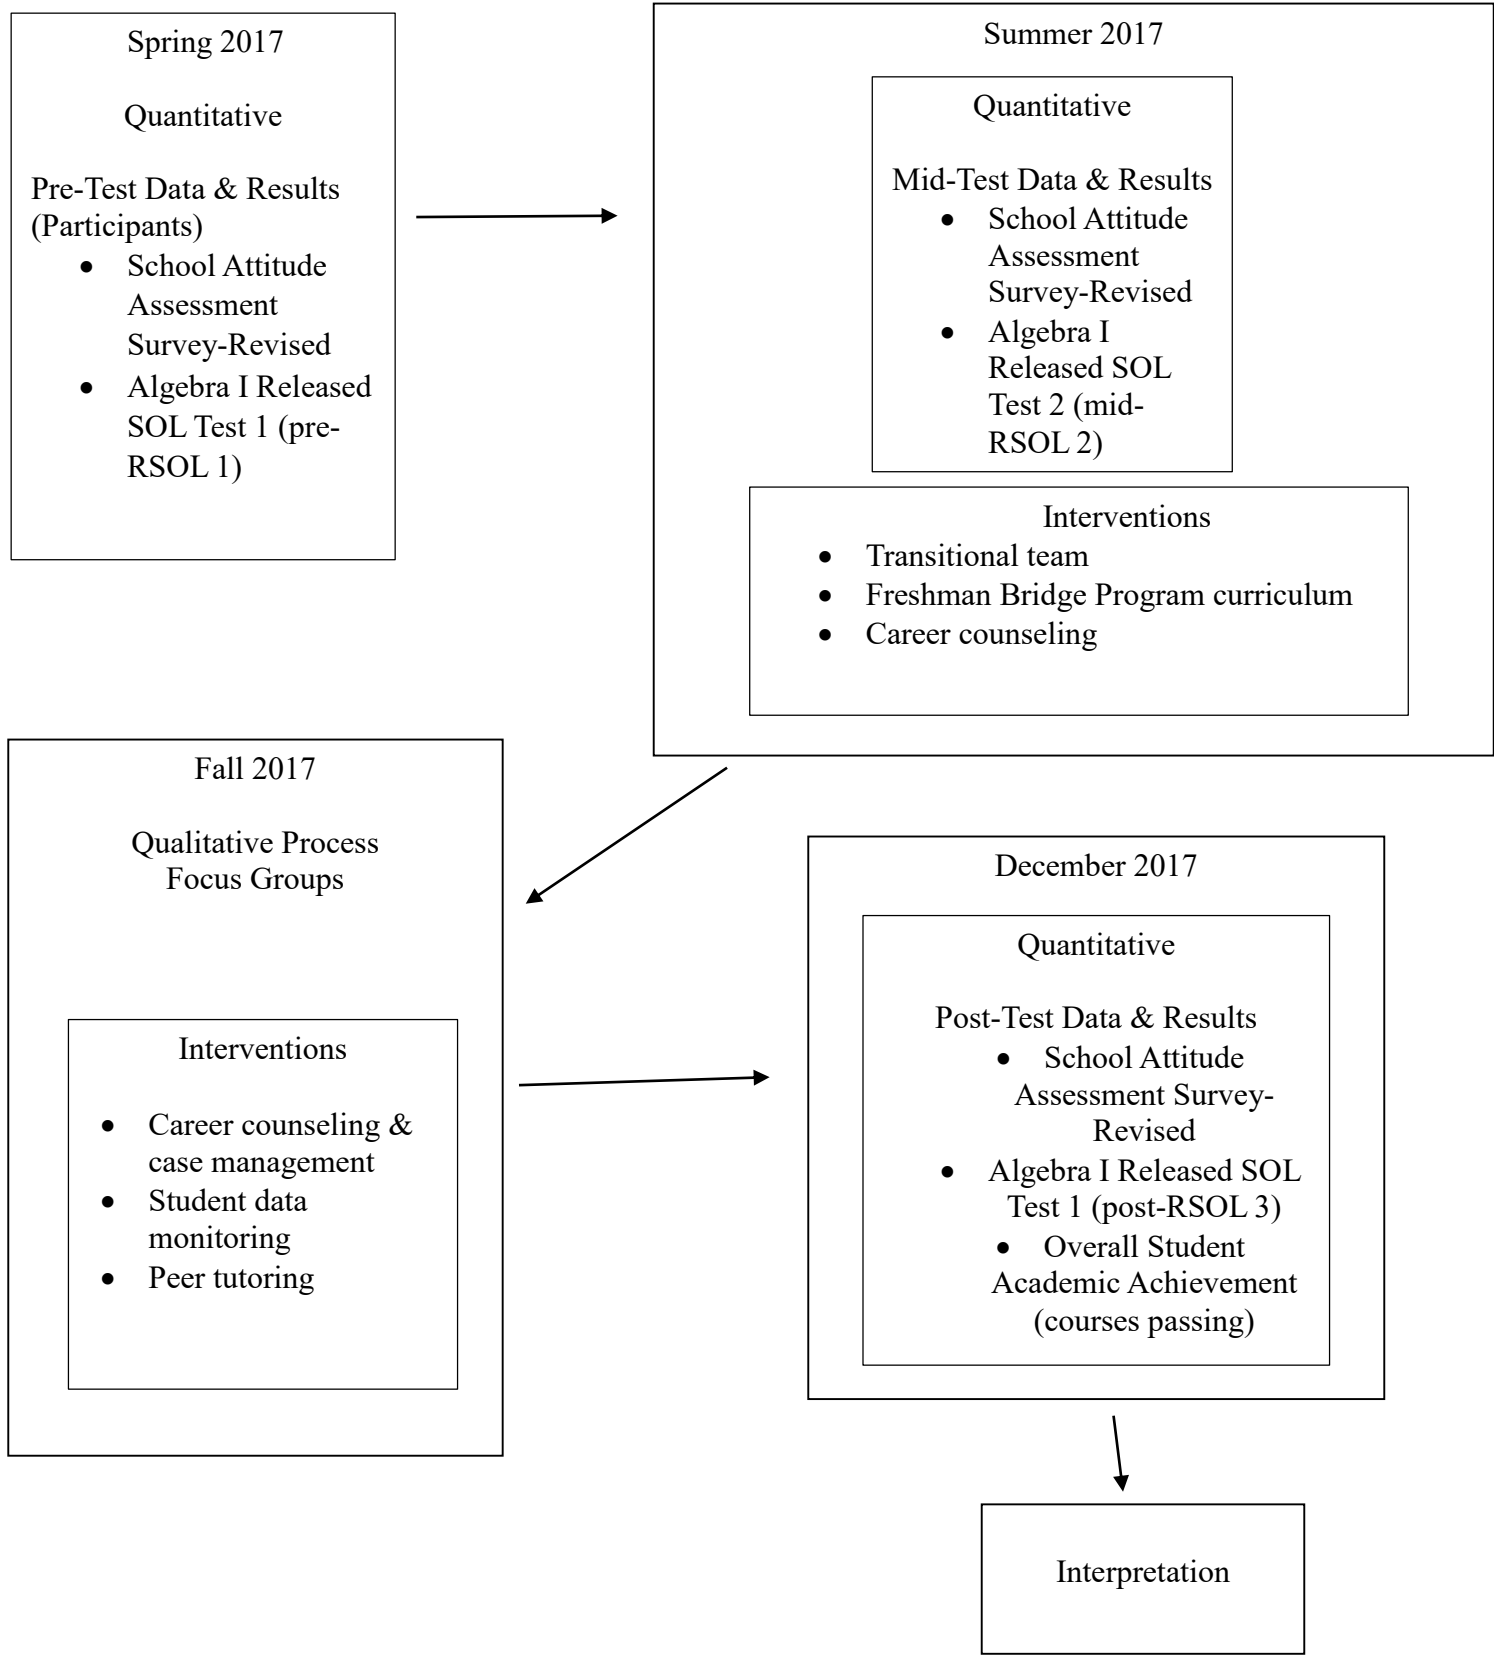 Spring 2017
Quantitative
Pre-Test Data & Results
(Participants)
• School Attitude
Assessment
Survey-Revised
• Algebra I Released
SOL Test 1 (pre-
RSOL 1)
Summer 2017
Quantitative
Mid-Test Data & Results
• School Attitude
Assessment
Survey-Revised
• Algebra I
Released SOL
Test 2 (mid-
RSOL 2)
Interventions
• Transitional team
• Freshman Bridge Program curriculum
• Career counseling
Fall 2017
Qualitative Process
Focus Groups
Interventions
• Career counseling &
case management
• Student data
monitoring
• Peer tutoring
December 2017
Quantitative
Post-Test Data & Results
• School Attitude
Assessment Survey-
Revised
• Algebra I Released SOL
Test 1 (post-RSOL 3)
• Overall Student
Academic Achievement
(courses passing)
Interpretation